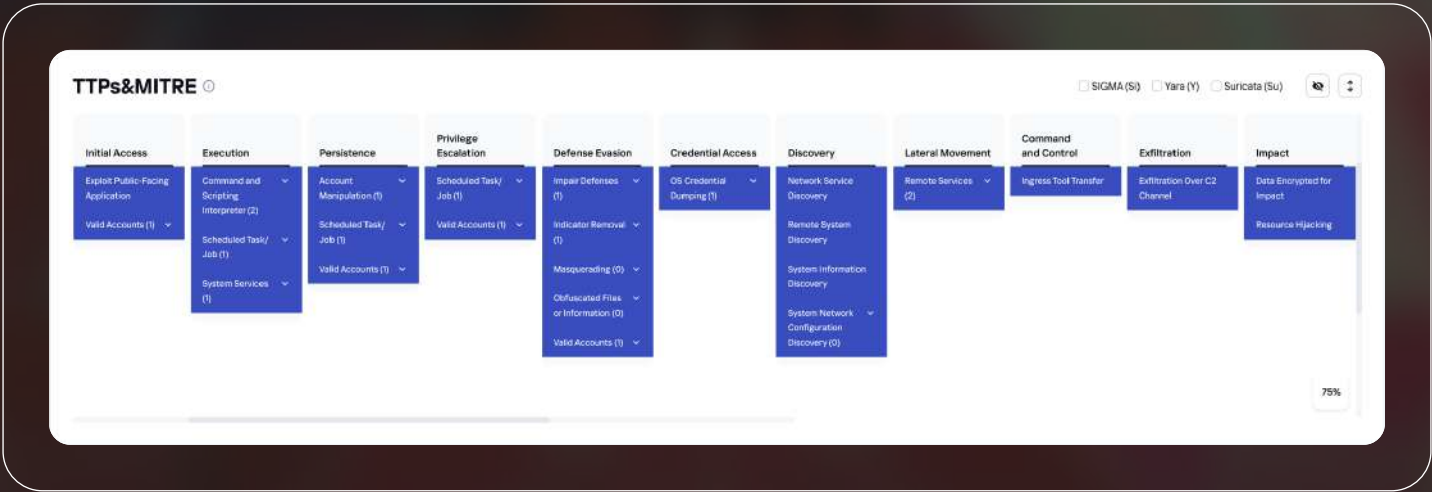 TTPs&MITRE
SIGMA (Si)
Yara (Y)
Suricata (Su)
Initial Access
Exploit Public-Facing
Application
Valid Accounts (1)
Execution
Command and
Scripting
Interpreter (2)
Scheduled Task/
Job (1)
System Services
(1)
Persistence
Account
Manipulation (1)
Scheduled Task/
Job (1)
Valid Accounts (1)
Privilege
Escalation
Scheduled Task/
Job (1)
Valid Accounts (1)
Defense Evasion
Impair Defenses
(1)
Indicator Removal
(1)
Masquerading (0)
Obfuscated Files
or Information (0)
Valid Accounts (1)
Credential Access
OS Credential
Dumping (1)
Discovery
Network Service
Discovery
Remote System
Discovery
System Information
Discovery
System Network
Configuration
Discovery (0)
Lateral Movement
Remote Services
(2)
Command
and Control
Ingress Tool Transfer
Exfiltration
Exfiltration Over C2
Channel
Impact
Data Encrypted for
Impact
Resource Hijacking
75%